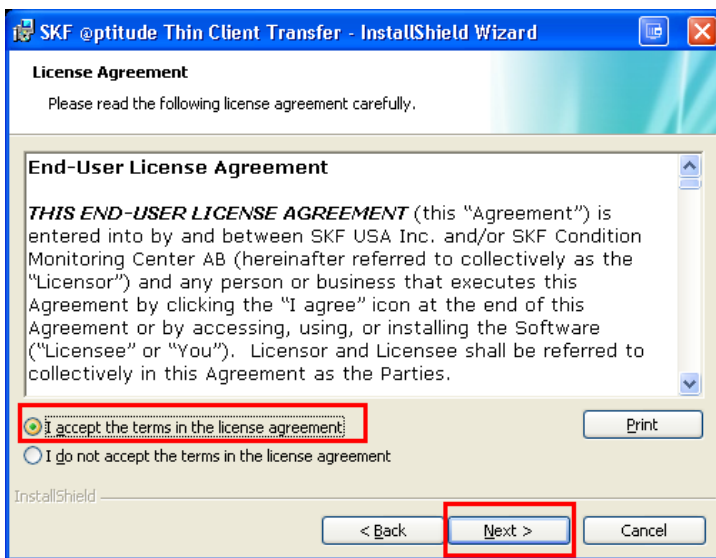 SKF @ptitude Thin Client Transfer - InstallShield Wizard
License Agreement
Please read the following license agreement carefully.
End-User License Agreement
THIS END-USER LICENSE AGREEMENT (this “Agreement”) is
entered into by and between SKF USA Inc. and/or SKF Condition
Monitoring Center AB (hereinafter referred to collectively as the
“Licensor”) and any person or business that executes this
Agreement by clicking the “I agree” icon at the end of this
Agreement or by accessing, using, or installing the Software
(“Licensee” or “You”).  Licensor and Licensee shall be referred to
collectively in this Agreement as the Parties.
I accept the terms in the license agreement
Print
I do not accept the terms in the license agreement
InstallShield
< Back
Next >
Cancel